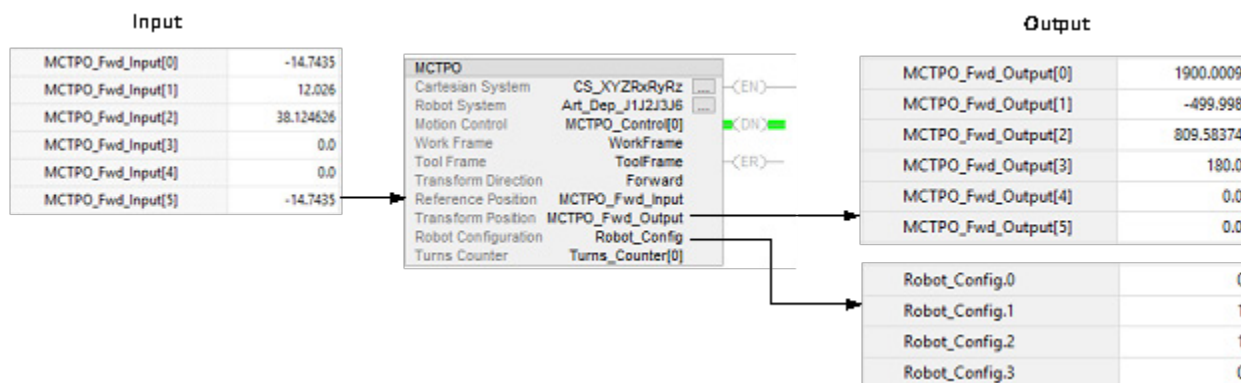 Input
MCTPO_Fwd_Input[0] -14.7435
MCTPO_Fwd_Input[1] 12.026
MCTPO_Fwd_Input[2] 38.124626
MCTPO_Fwd_Input[3] 0.0
MCTPO_Fwd_Input[4] 0.0
MCTPO_Fwd_Input[5] -14.7435
MCTPO
Cartesian System CS_XYZRxRyRz ...
Robot System Art_Dep_J1J2J3J6 ...
Motion Control MCTPO_Control[0]
Work Frame WorkFrame
Tool Frame ToolFrame
Transform Direction Forward
Reference Position MCTPO_Fwd_Input
Transform Position MCTPO_Fwd_Output
Robot Configuration Robot_Config
Turns Counter Turns_Counter[0]
(EN)
(DN)
(ER)
Output
MCTPO_Fwd_Output[0] 1900.0009
MCTPO_Fwd_Output[1] -499.998
MCTPO_Fwd_Output[2] 809.58374
MCTPO_Fwd_Output[3] 180.0
MCTPO_Fwd_Output[4] 0.0
MCTPO_Fwd_Output[5] 0.0
Robot_Config.0 0
Robot_Config.1 1
Robot_Config.2 1
Robot_Config.3 0